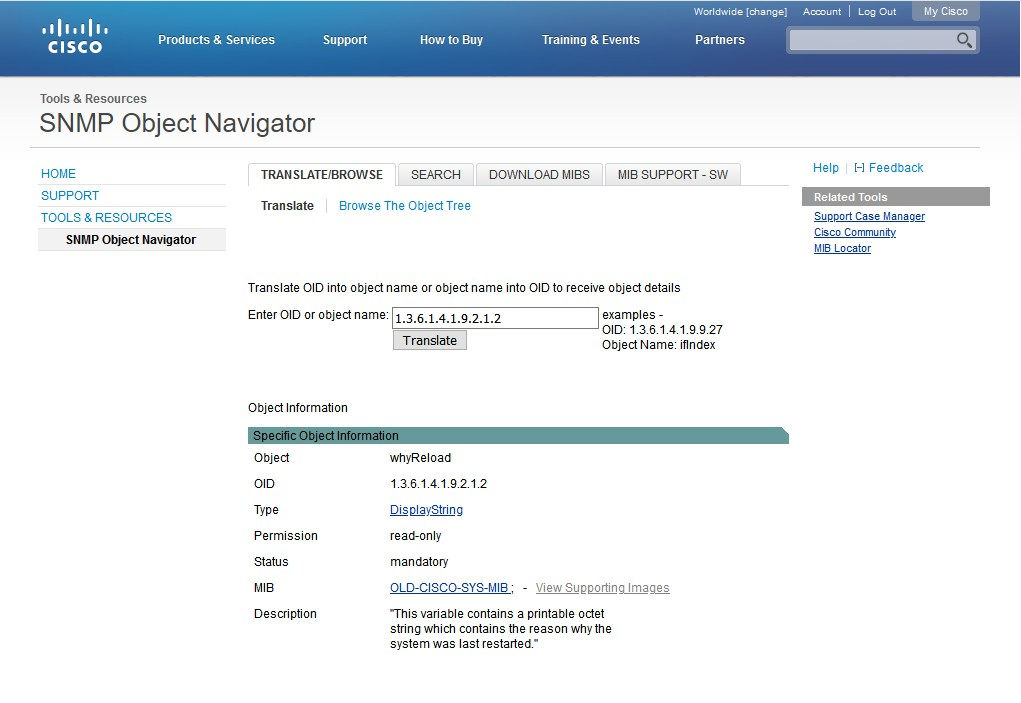 Worldwide [change] Account Log Out My Cisco
CISCO
Products & Services Support How to Buy Training & Events Partners
Tools & Resources
SNMP Object Navigator
HOME
SUPPORT
TOOLS & RESOURCES
SNMP Object Navigator
TRANSLATE/BROWSE SEARCH DOWNLOAD MIBS MIB SUPPORT - SW
Translate Browse The Object Tree
Help [-] Feedback
Related Tools
Support Case Manager
Cisco Community
MIB Locator
Translate OID into object name or object name into OID to receive object details
Enter OID or object name: 1.3.6.1.4.1.9.2.1.2 examples -
OID: 1.3.6.1.4.1.9.9.27
Translate Object Name: ifIndex
Object Information
Specific Object Information
Object whyReload
OID 1.3.6.1.4.1.9.2.1.2
Type DisplayString
Permission read-only
Status mandatory
MIB OLD-CISCO-SYS-MIB ; - View Supporting Images
Description "This variable contains a printable octet
string which contains the reason why the
system was last restarted."